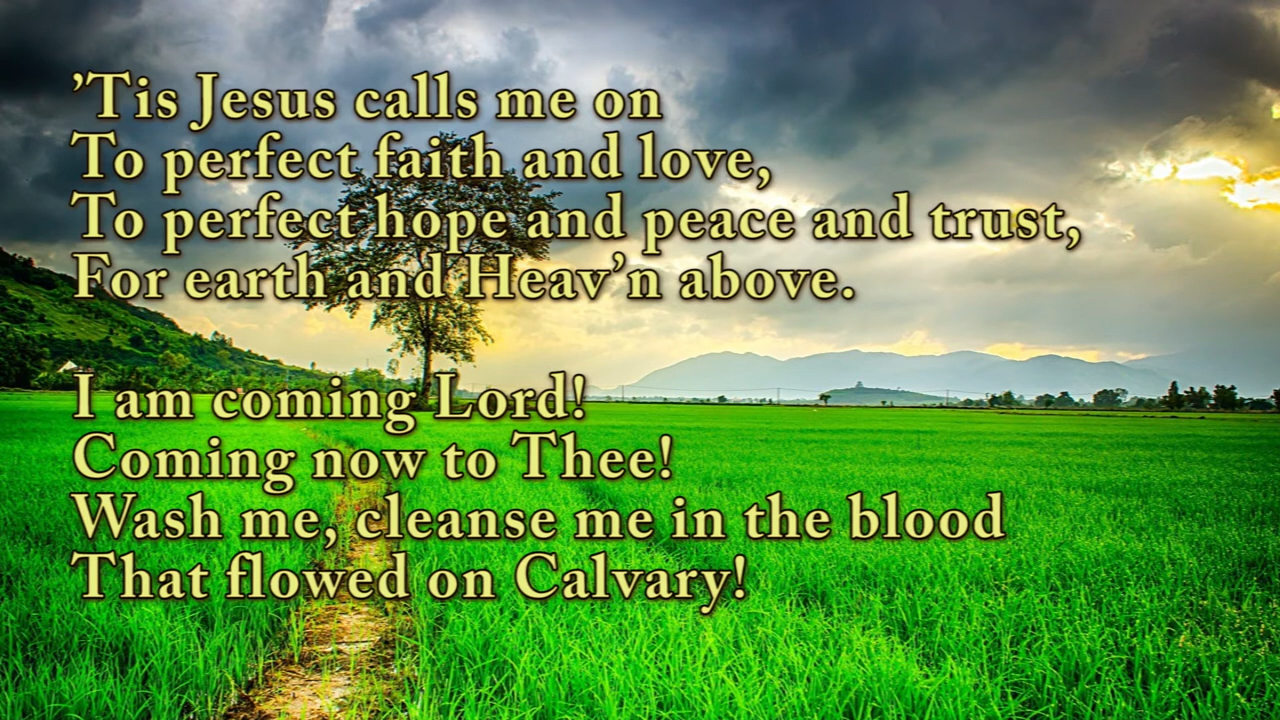 ’Tis Jesus calls me on
To perfect faith and love,
To perfect hope and peace and trust,
For earth and Heav’n above.
I am coming Lord!
Coming now to Thee!
Wash me, cleanse me in the blood
That flowed on Calvary!